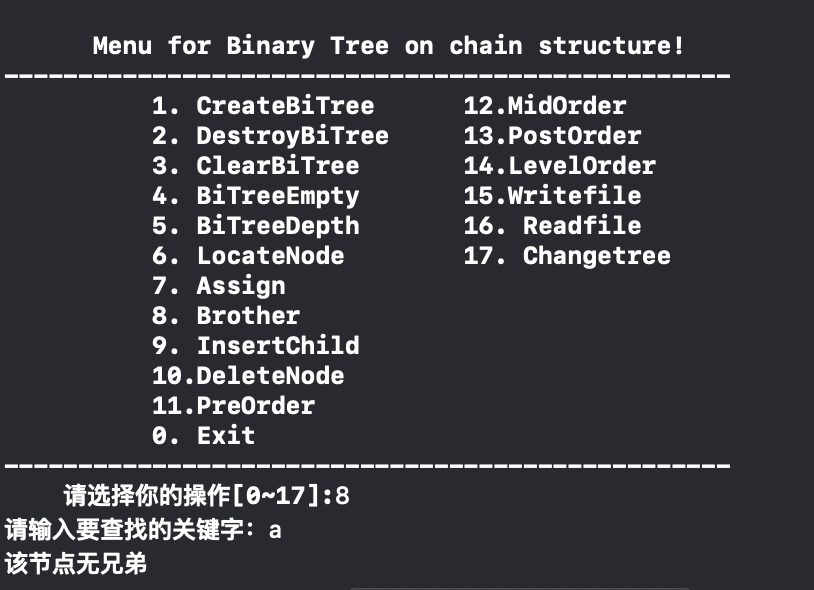 Menu for Binary Tree on chain structure!
-------------------------------------------------
1. CreateBiTree 12.MidOrder
2. DestroyBiTree 13.PostOrder
3. ClearBiTree 14.LevelOrder
4. BiTreeEmpty 15.Writefile
5. BiTreeDepth 16. Readfile
6. LocateNode 17. Changetree
7. Assign
8. Brother
9. InsertChild
10.DeleteNode
11.PreOrder
0. Exit
-------------------------------------------------
请选择你的操作[0~17]:8
请输入要查找的关键字：a
该节点无兄弟